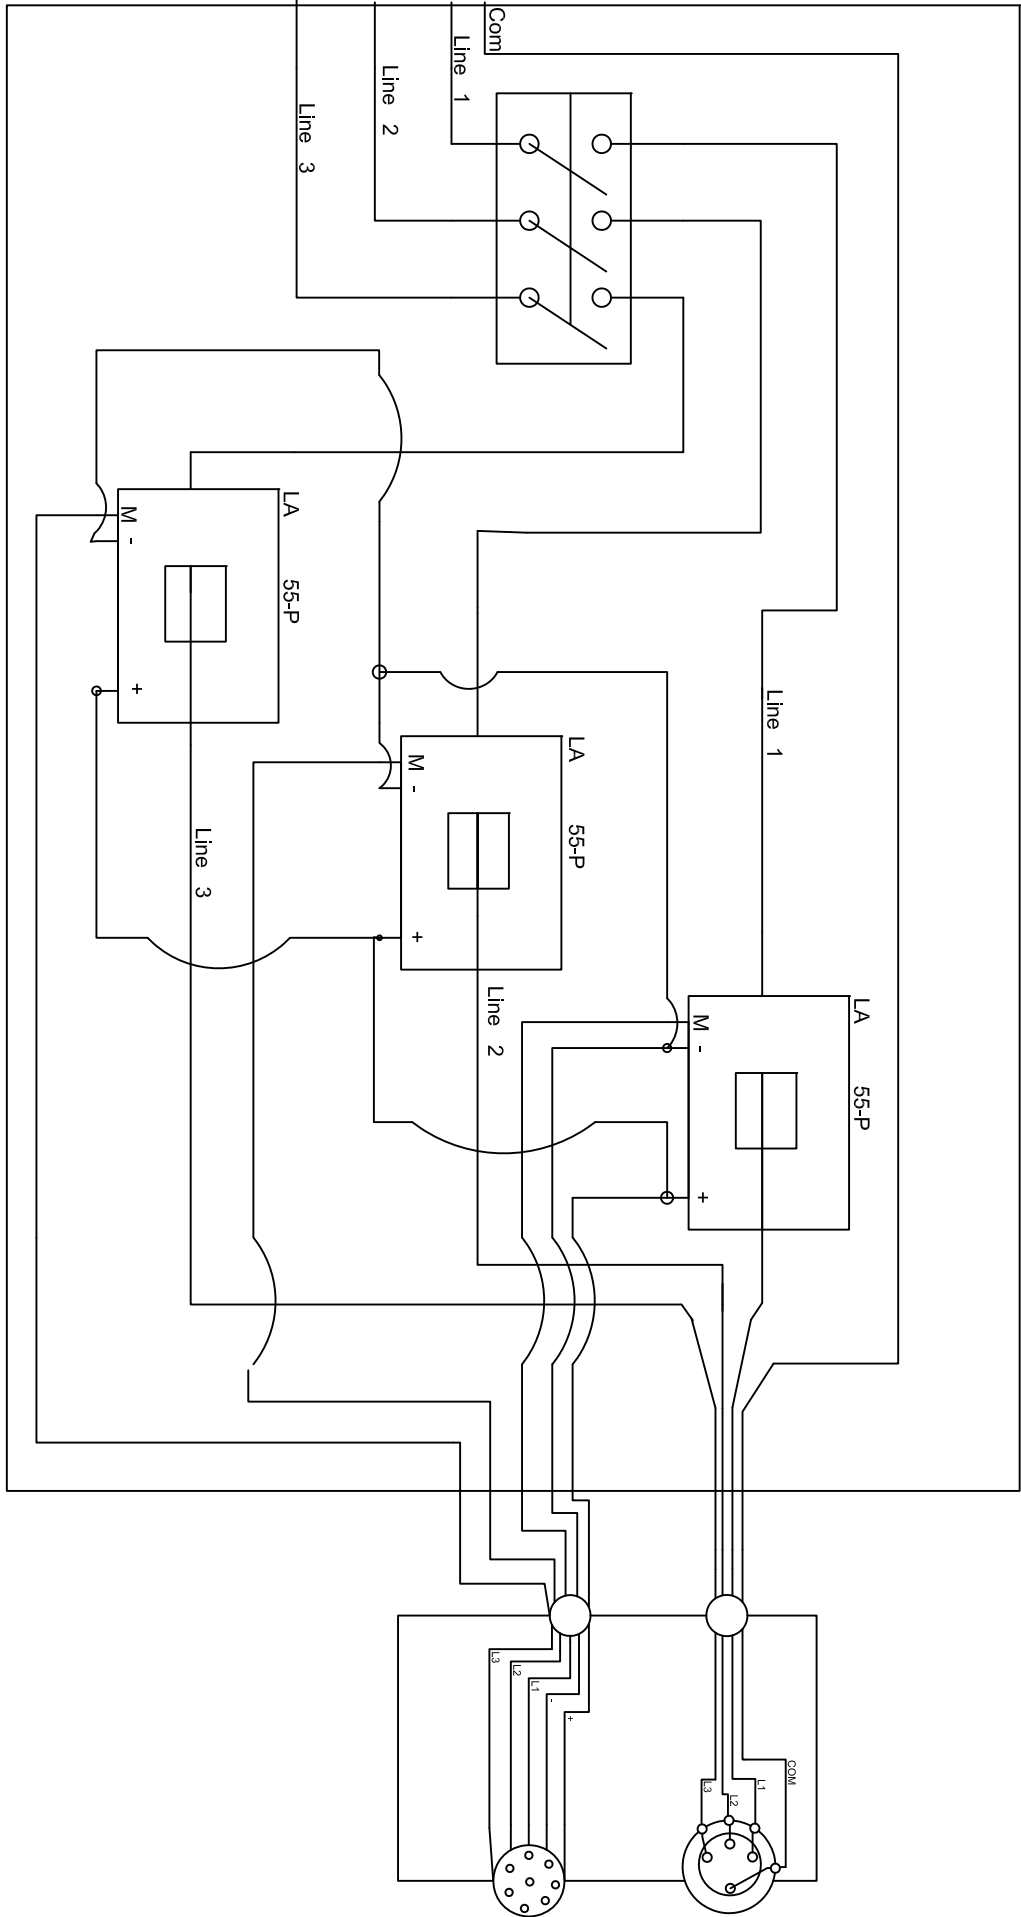 Com
Line 1
Line 2
Line 3
LA 55-P
M
-
+
LA 55-P
M
-
+
LA 55-P
M
-
+
Line 1
Line 2
Line 3
L3
L2
L1
-
+
COM
L1
L2
L3